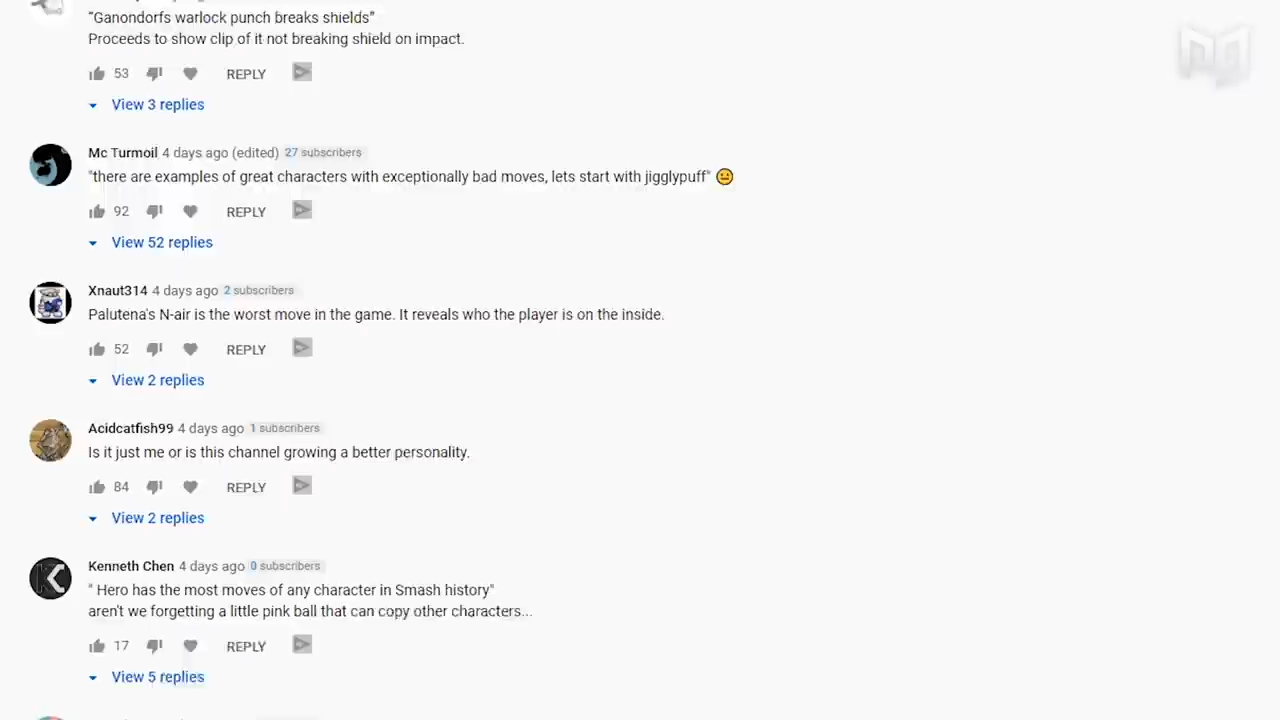 "Ganondorfs warlock punch breaks shields"
Proceeds to show clip of it not breaking shield on impact.
53 REPLY
View 3 replies
Mc Turmoil 4 days ago (edited) 27 subscribers
"there are examples of great characters with exceptionally bad moves, lets start with jigglypuff" 😐
92 REPLY
View 52 replies
Xnaut314 4 days ago 2 subscribers
Palutena's N-air is the worst move in the game. It reveals who the player is on the inside.
52 REPLY
View 2 replies
Acidcatfish99 4 days ago 1 subscribers
Is it just me or is this channel growing a better personality.
84 REPLY
View 2 replies
Kenneth Chen 4 days ago 0 subscribers
" Hero has the most moves of any character in Smash history"
aren't we forgetting a little pink ball that can copy other characters...
17 REPLY
View 5 replies